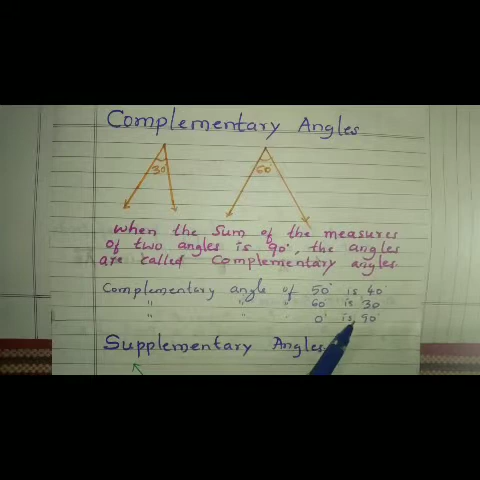 Complementary Angles
30° 60°
When the Sum of the measures
of two angles is 90°, the angles
are called Complementary angles.
Complementary angle of 50° is 40°
" " 60° is 30
" " " 0° is 90°
Supplementary Angles